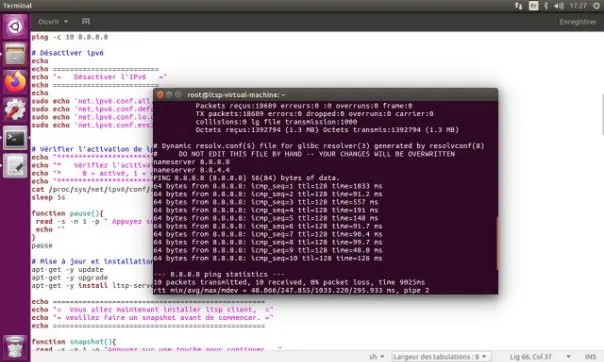 Terminal
Fr
17:27
Ouvrir
Enregistrer
ping -c 10 8.8.8.8
# Désactiver ipv6
echo
echo "==========================
echo "=   Désactiver l'IPv6   ="
echo "==========================
echo
sudo echo 'net.ipv6.conf.all.
sudo echo 'net.ipv6.conf.def
sudo echo 'net.ipv6.conf.lo.
sudo echo 'net.ipv6.conf.
# Vérifier l'activation de ip
echo "**********************
echo "*   Vérifiez l'
echo "*     0 = active, 1 =
echo "**********************
cat /proc/sys/net/ipv6/conf/a
sleep 5s
function pause(){
read -s -n 1 -p " Appuyez su
echo ""
}
pause
# Mise à jour et installation
apt-get -y update
apt-get -y upgrade
apt-get -y install ltsp-serve
echo
echo "=  Vous allez maintenant installer ltsp client,  ="
echo "= veuillez faire un snapshot avant de commencer. ="
echo
function snapshot(){
read -s -n 1 -p "Appuyez sur une touche pour continuer
root@ltsp-virtual-machine: ~
Packets reçus:18689 erreurs:0 :0 overruns:0 frame:0
TX packets:18689 errors:0 dropped:0 overruns:0 carrier:0
collisions:0 lg file transmission:1000
Octets reçus:1392794 (1.3 MB) Octets transmis:1392794 (1.3 MB)
# Dynamic resolv.conf(5) file for glibc resolver(3) generated by resolvconf(8)
#     DO NOT EDIT THIS FILE BY HAND -- YOUR CHANGES WILL BE OVERWRITTEN
nameserver 8.8.8.8
nameserver 8.8.4.4
PING 8.8.8.8 (8.8.8.8) 56(84) bytes of data.
64 bytes from 8.8.8.8: icmp_seq=1 ttl=128 time=1033 ms
64 bytes from 8.8.8.8: icmp_seq=2 ttl=128 time=91.2 ms
64 bytes from 8.8.8.8: icmp_seq=3 ttl=128 time=557 ms
64 bytes from 8.8.8.8: icmp_seq=4 ttl=128 time=191 ms
64 bytes from 8.8.8.8: icmp_seq=5 ttl=128 time=148 ms
64 bytes from 8.8.8.8: icmp_seq=6 ttl=128 time=91.7 ms
64 bytes from 8.8.8.8: icmp_seq=7 ttl=128 time=90.4 ms
64 bytes from 8.8.8.8: icmp_seq=8 ttl=128 time=99.7 ms
64 bytes from 8.8.8.8: icmp_seq=9 ttl=128 time=48.0 ms
64 bytes from 8.8.8.8: icmp_seq=10 ttl=128 time=126 ms
--- 8.8.8.8 ping statistics ---
10 packets transmitted, 10 received, 0% packet loss, time 9025ms
rtt min/avg/max/mdev = 48.066/247.855/1033.220/295.933 ms, pipe 2
sh
Largeur des tabulations : 8
Lig 66, Col 37
INS